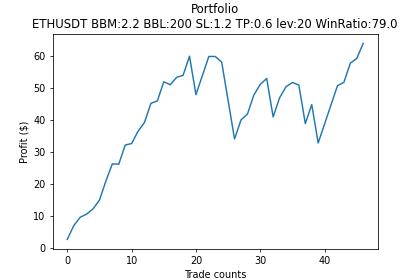 Portfolio
ETHUSDT BBM:2.2 BBL:200 SL:1.2 TP:0.6 lev:20 WinRatio:79.0
60
50
40
30
20
10
0
Profit ($)
0 10 20 30 40
Trade counts